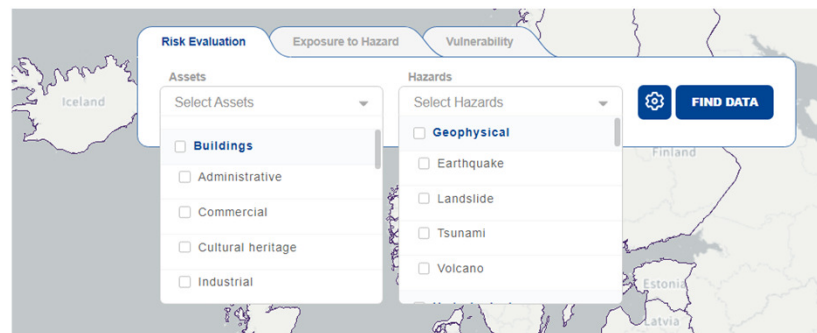 Risk Evaluation
Exposure to Hazard
Vulnerability
Assets
Hazards
Select Assets
Select Hazards
FIND DATA
Buildings
Administrative
Commercial
Cultural heritage
Industrial
Geophysical
Earthquake
Landslide
Tsunami
Volcano
Iceland
Finland
Estonia
Latvia